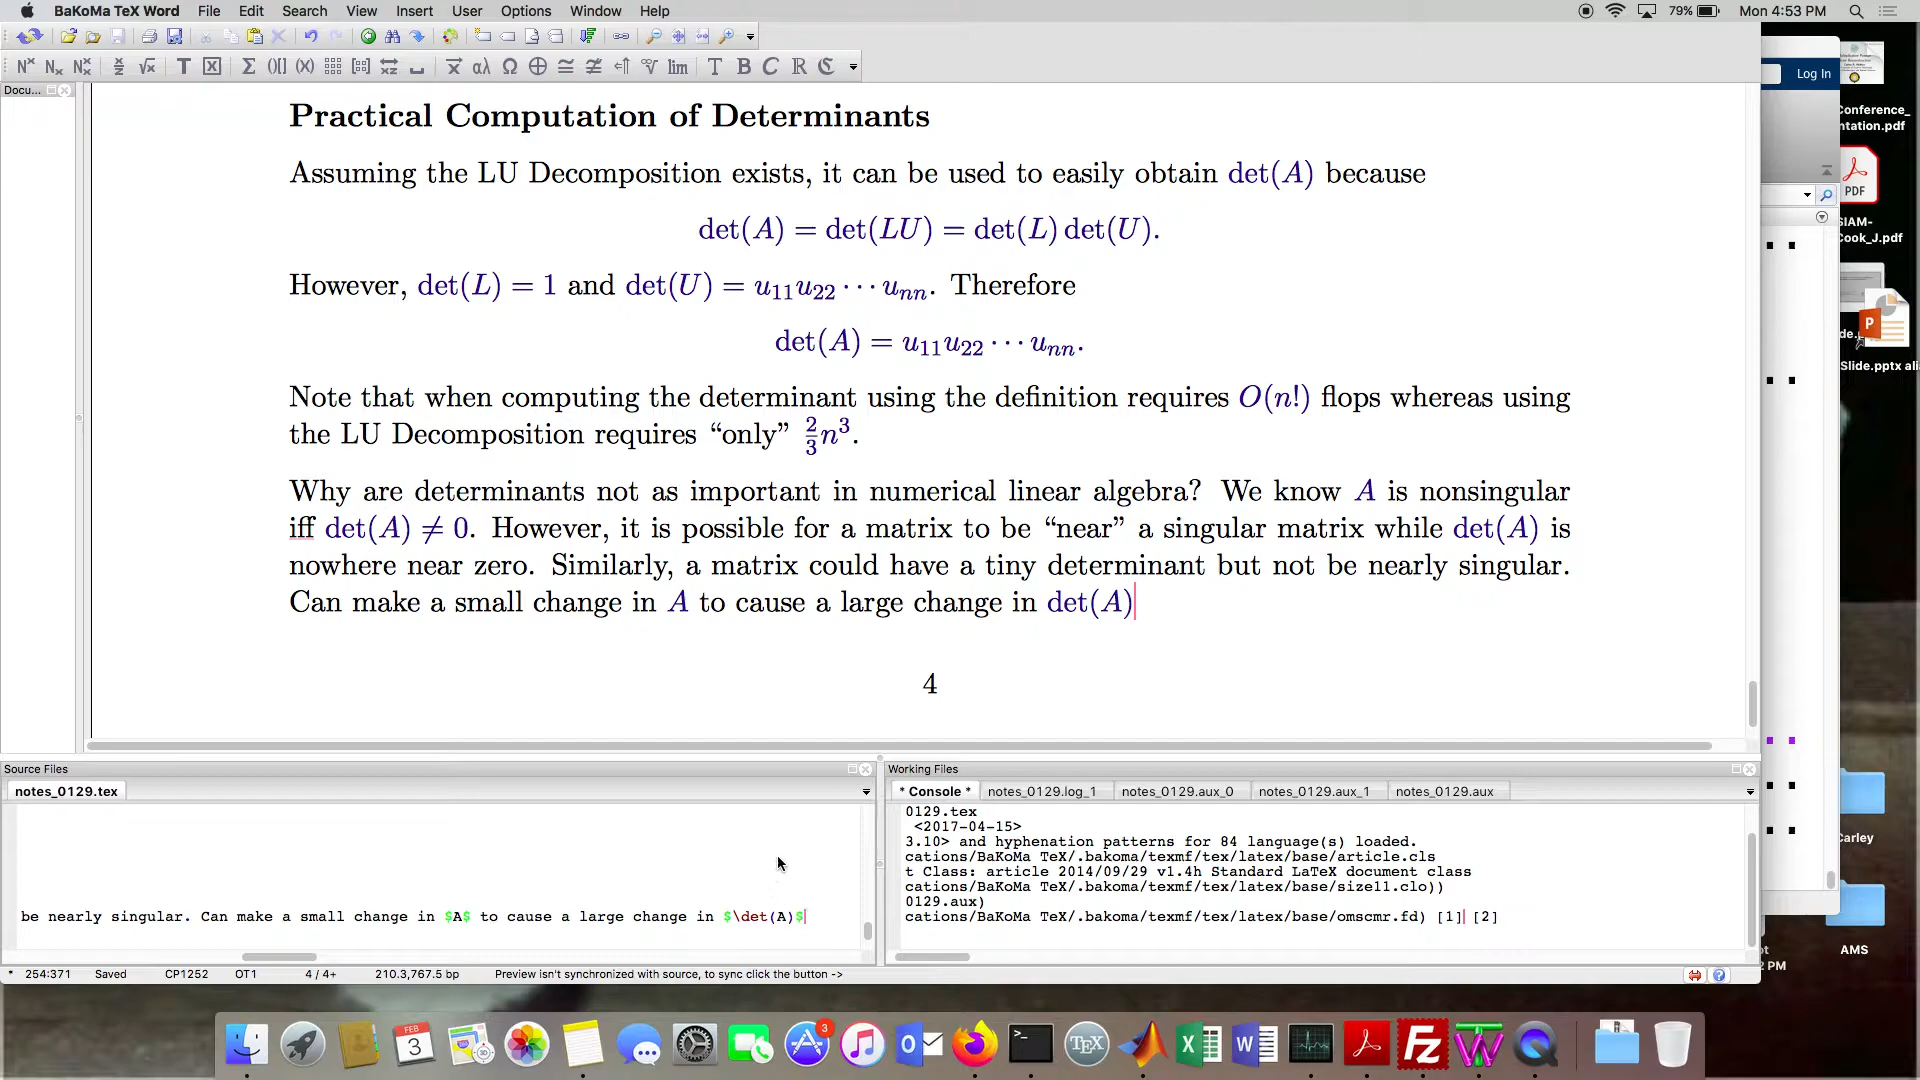 BaKoMa TeX Word File Edit Search View Insert User Options Window Help 79% Mon 4:53 PM
Log In
Docu...
Practical Computation of Determinants
Assuming the LU Decomposition exists, it can be used to easily obtain det(A) because
det(A) = det(LU) = det(L) det(U).
However, det(L) = 1 and det(U) = u₁₁u₂₂ ⋯ uₙₙ. Therefore
det(A) = u₁₁u₂₂ ⋯ uₙₙ.
Note that when computing the determinant using the definition requires O(n!) flops whereas using
the LU Decomposition requires “only” 2/3 n³.
Why are determinants not as important in numerical linear algebra? We know A is nonsingular
iff det(A) ≠ 0. However, it is possible for a matrix to be “near” a singular matrix while det(A) is
nowhere near zero. Similarly, a matrix could have a tiny determinant but not be nearly singular.
Can make a small change in A to cause a large change in det(A)
4
Conference_
ntation.pdf
PDF
SIAM-
Cook_J.pdf
de.
Slide.pptx ali
Carley
AMS
2 PM
Source Files
notes_0129.tex
be nearly singular. Can make a small change in $A$ to cause a large change in $\det(A)$
Working Files
* Console * notes_0129.log_1 notes_0129.aux_0 notes_0129.aux_1 notes_0129.aux
0129.tex
<2017-04-15>
3.10> and hyphenation patterns for 84 language(s) loaded.
cations/BaKoMa TeX/.bakoma/texmf/tex/latex/base/article.cls
t Class: article 2014/09/29 v1.4h Standard LaTeX document class
cations/BaKoMa TeX/.bakoma/texmf/tex/latex/base/size11.clo))
0129.aux)
cations/BaKoMa TeX/.bakoma/texmf/tex/latex/base/omscmr.fd) [1] [2]
* 254:371 Saved CP1252 OT1 4 / 4+ 210.3,767.5 bp Preview isn't synchronized with source, to sync click the button ->
FEB
3
3
TEX